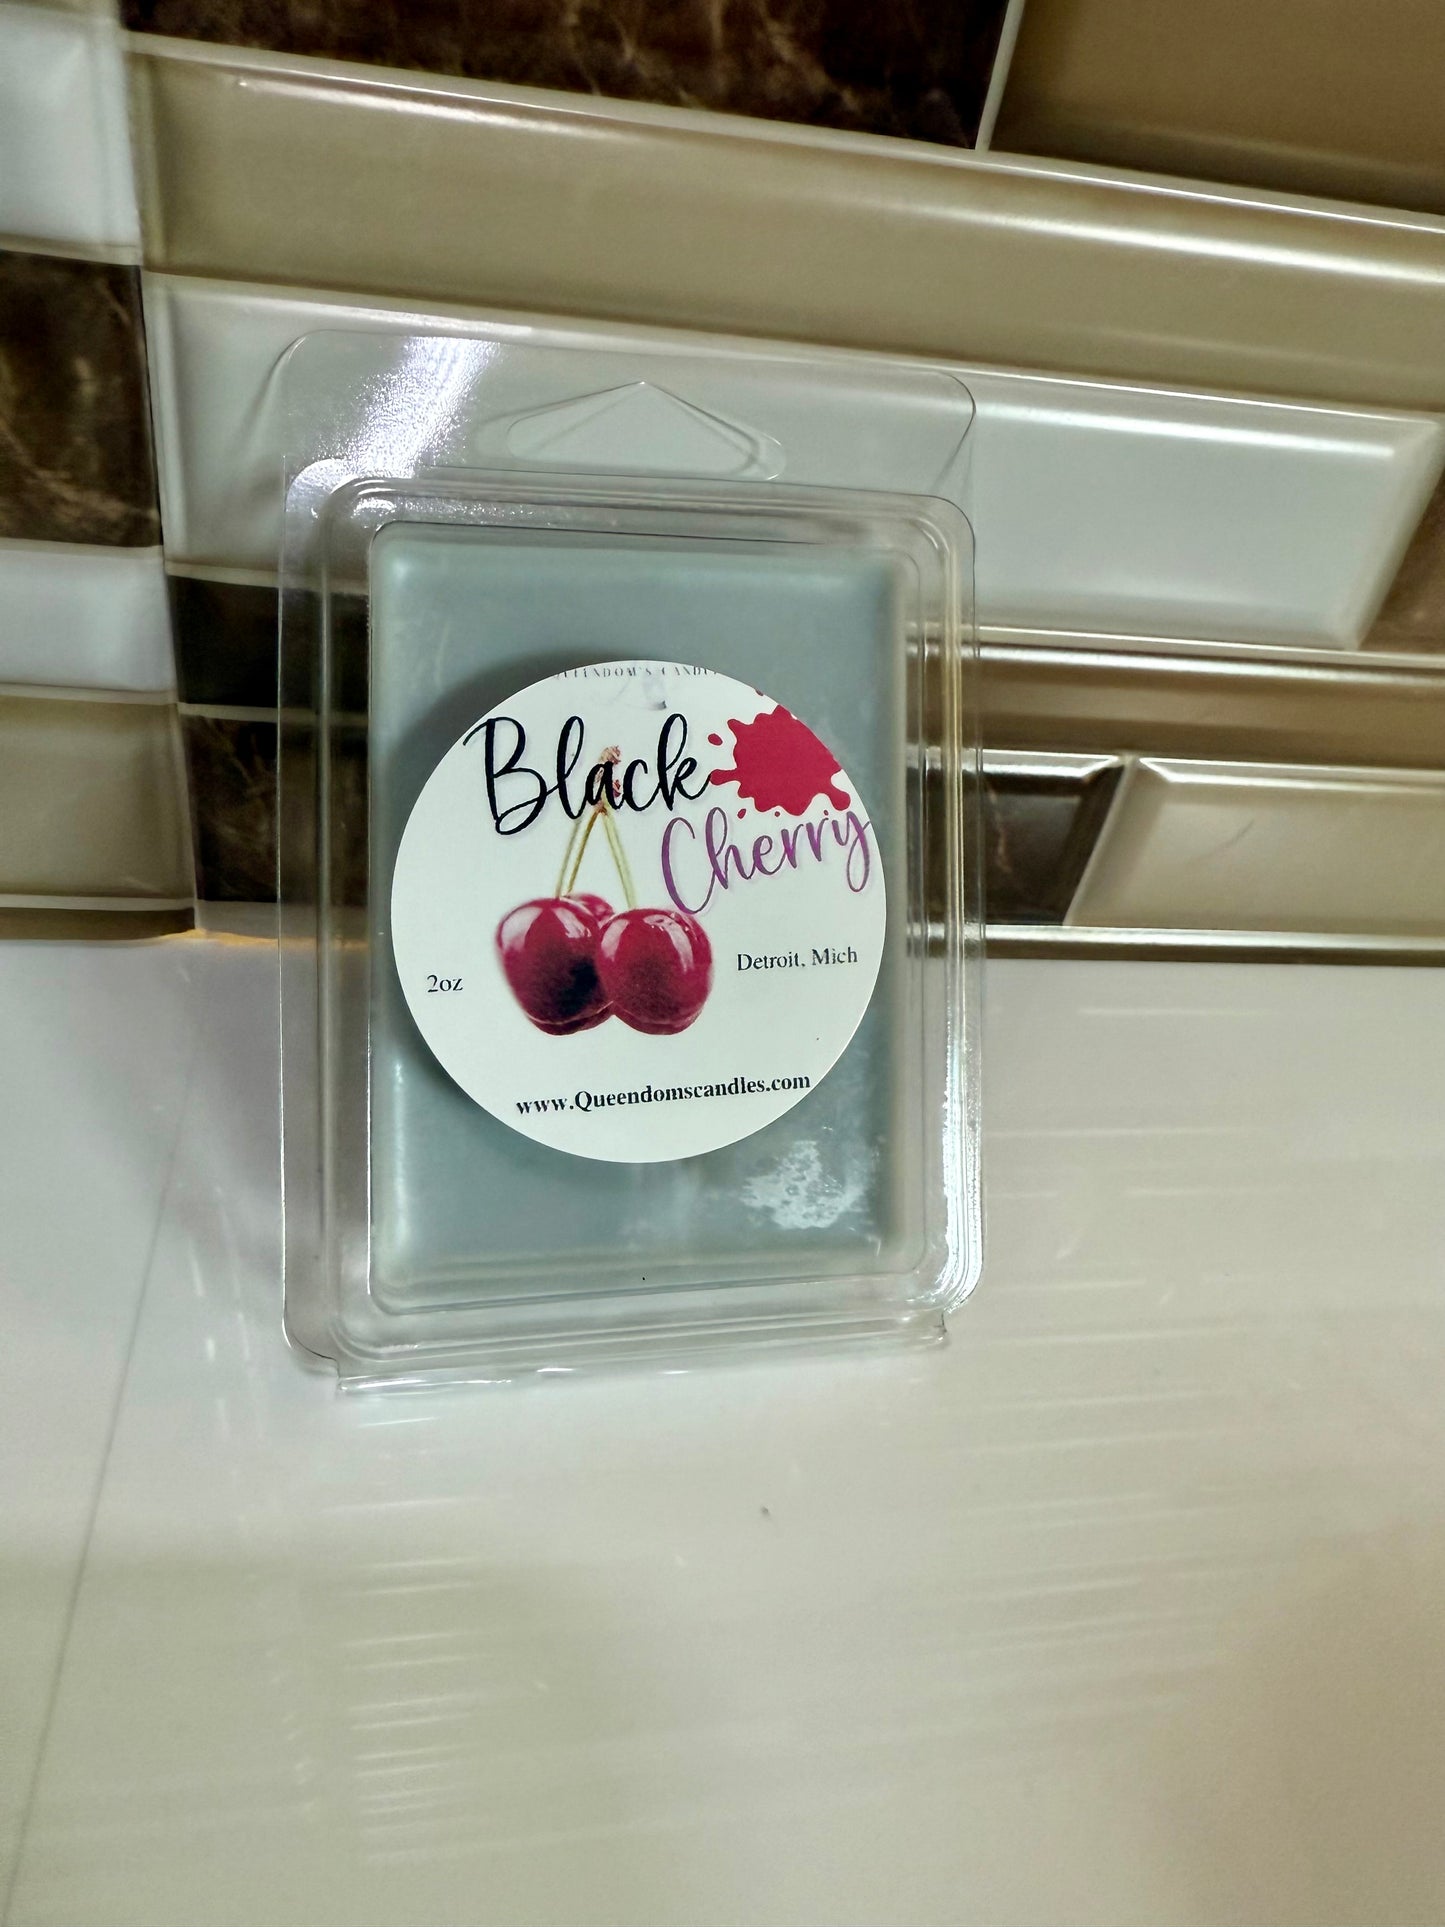 Black
Cherry
Detroit, Mich
2oz
www.Queendomscandles.com